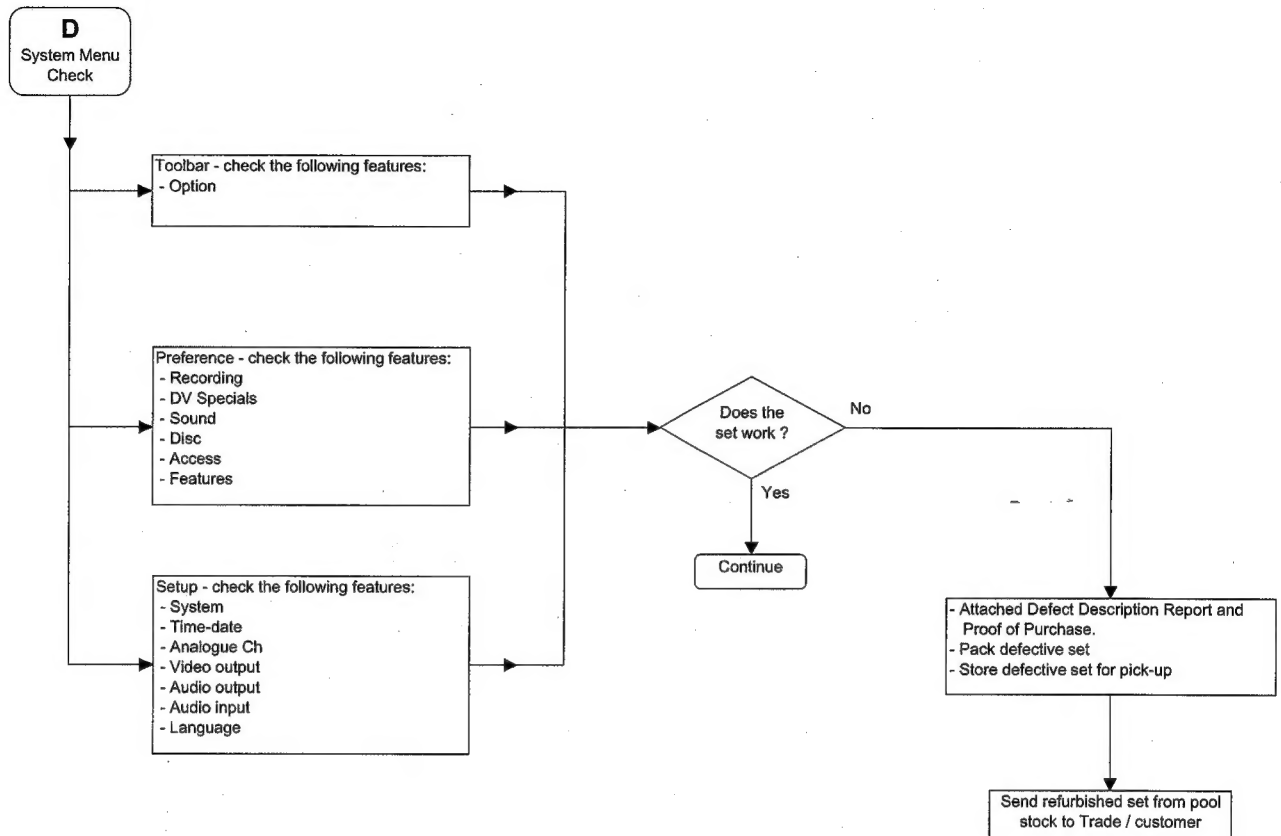 D
System Menu
Check
Toolbar - check the following features:
- Option
Preference - check the following features:
- Recording
- DV Specials
- Sound
- Disc
- Access
- Features
Setup - check the following features:
- System
- Time-date
- Analogue Ch
- Video output
- Audio output
- Audio input
- Language
Does the
set work ?
No
Yes
Continue
- Attached Defect Description Report and
Proof of Purchase.
- Pack defective set
- Store defective set for pick-up
Send refurbished set from pool
stock to Trade / customer